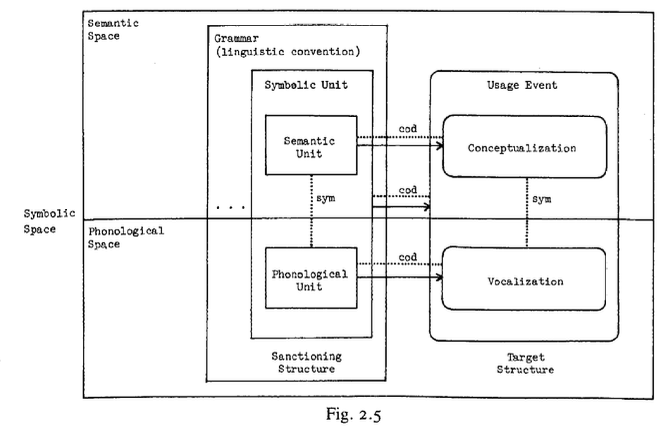 Semantic
Space
Grammar
(linguistic convention)
Symbolic Unit
Usage Event
cod
Semantic
Unit
Conceptualization
sym
sym
cod
. . .
Symbolic
Space
Phonological
Space
cod
Phonological
Unit
Vocalization
Sanctioning
Structure
Target
Structure
Fig. 2.5